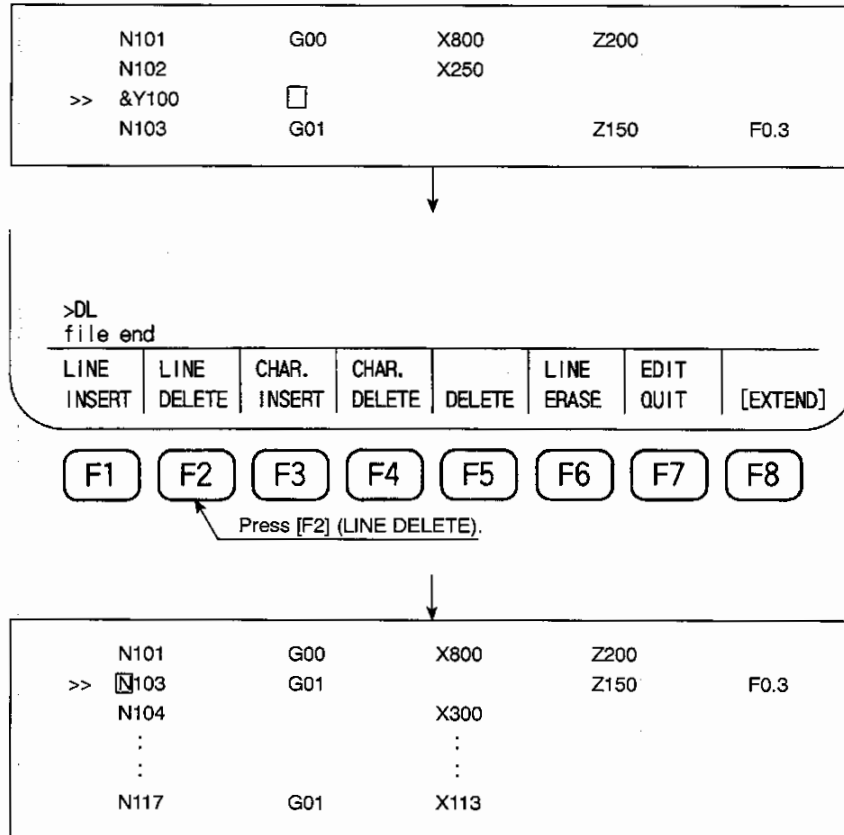 N101 G00 X800 Z200
N102 X250
>> &Y100
N103 G01 Z150 F0.3
>DL
file end
LINE INSERT LINE DELETE CHAR. INSERT CHAR. DELETE DELETE LINE ERASE EDIT QUIT [EXTEND]
F1 F2 F3 F4 F5 F6 F7 F8
Press [F2] (LINE DELETE).
N101 G00 X800 Z200
>> N103 G01 Z150 F0.3
N104 X300
: :
: :
N117 G01 X113